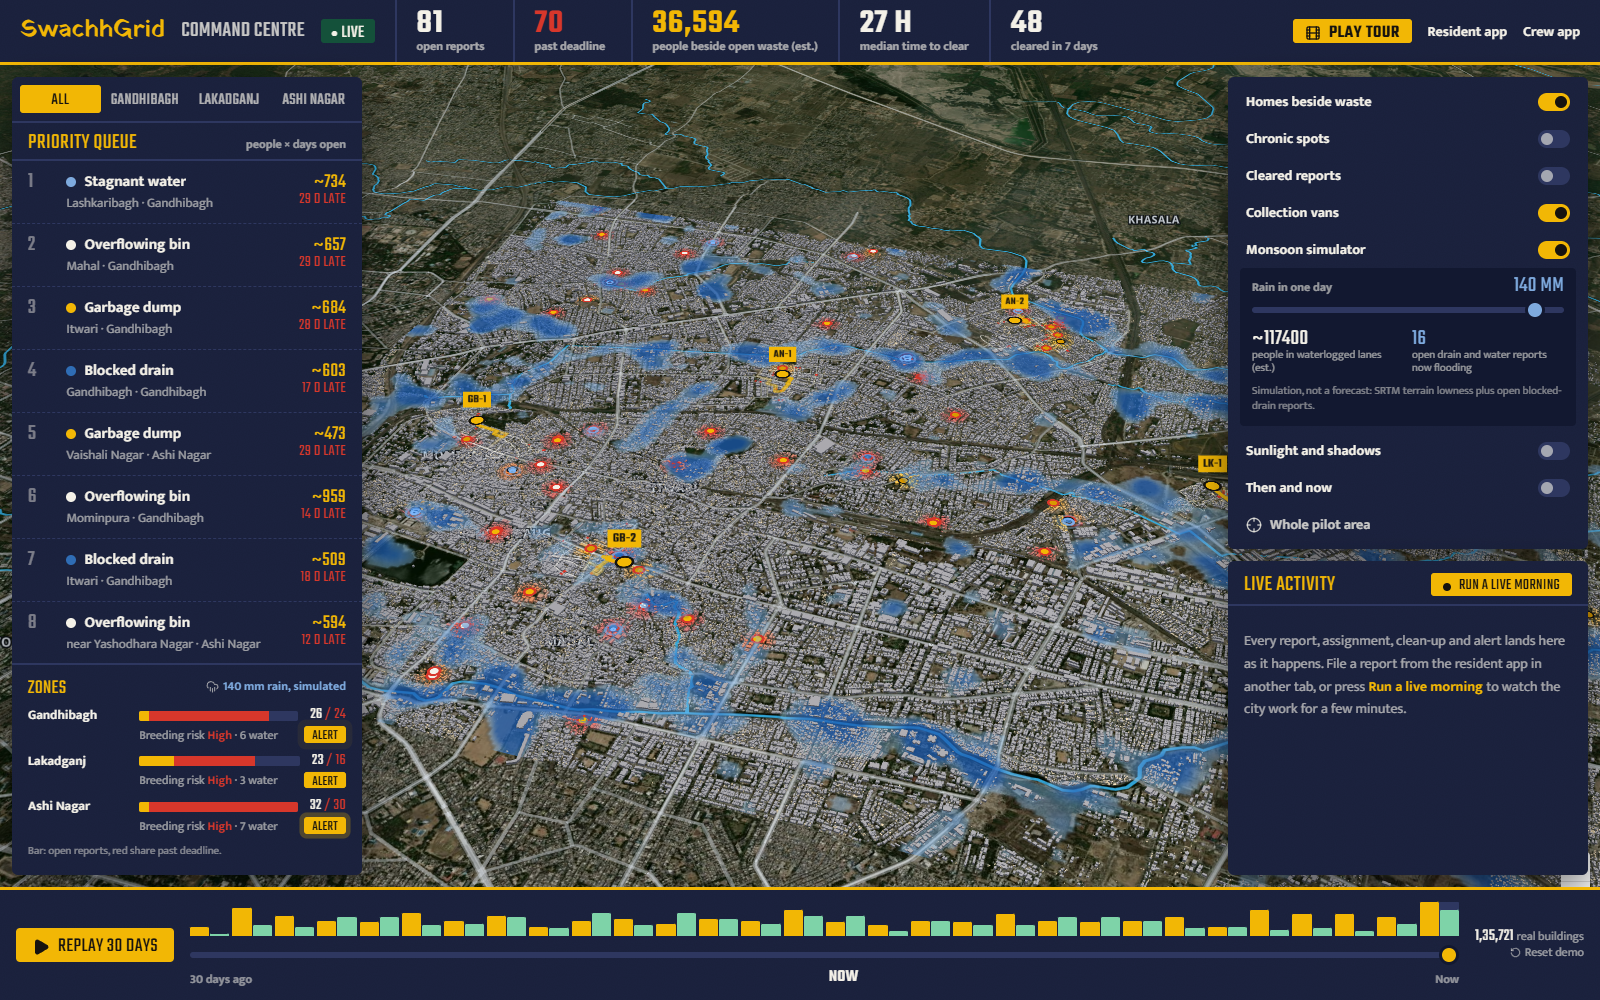 SwachhGrid COMMAND CENTRE • LIVE
81
open reports
70
past deadline
36,594
people beside open waste (est.)
27 H
median time to clear
48
cleared in 7 days
PLAY TOUR
Resident app
Crew app
ALL GANDHIBAGH LAKADGANJ ASHI NAGAR
PRIORITY QUEUE people × days open
1 Stagnant water ~734
Lashkaribagh · Gandhibagh 29 D LATE
2 Overflowing bin ~657
Mahal · Gandhibagh 29 D LATE
3 Garbage dump ~684
Itwari · Gandhibagh 28 D LATE
4 Blocked drain ~603
Gandhibagh · Gandhibagh 17 D LATE
5 Garbage dump ~473
Vaishali Nagar · Ashi Nagar 29 D LATE
6 Overflowing bin ~959
Mominpura · Gandhibagh 14 D LATE
7 Blocked drain ~509
Itwari · Gandhibagh 18 D LATE
8 Overflowing bin ~594
near Yashodhara Nagar · Ashi Nagar 12 D LATE
ZONES 140 mm rain, simulated
Gandhibagh 26 / 24
Breeding risk High · 6 water ALERT
Lakadganj 23 / 16
Breeding risk High · 3 water ALERT
Ashi Nagar 32 / 30
Breeding risk High · 7 water ALERT
Bar: open reports, red share past deadline.
KHASALA
AN-2
AN-1
GB-1
LK-1
GB-2
Homes beside waste
Chronic spots
Cleared reports
Collection vans
Monsoon simulator
Rain in one day 140 MM
~117400
people in waterlogged lanes
(est.)
16
open drain and water reports
now flooding
Simulation, not a forecast: SRTM terrain lowness plus open blocked-
drain reports.
Sunlight and shadows
Then and now
Whole pilot area
LIVE ACTIVITY RUN A LIVE MORNING
Every report, assignment, clean-up and alert lands here
as it happens. File a report from the resident app in
another tab, or press Run a live morning to watch the
city work for a few minutes.
REPLAY 30 DAYS
30 days ago
NOW
Now
1,35,721 real buildings
Reset demo